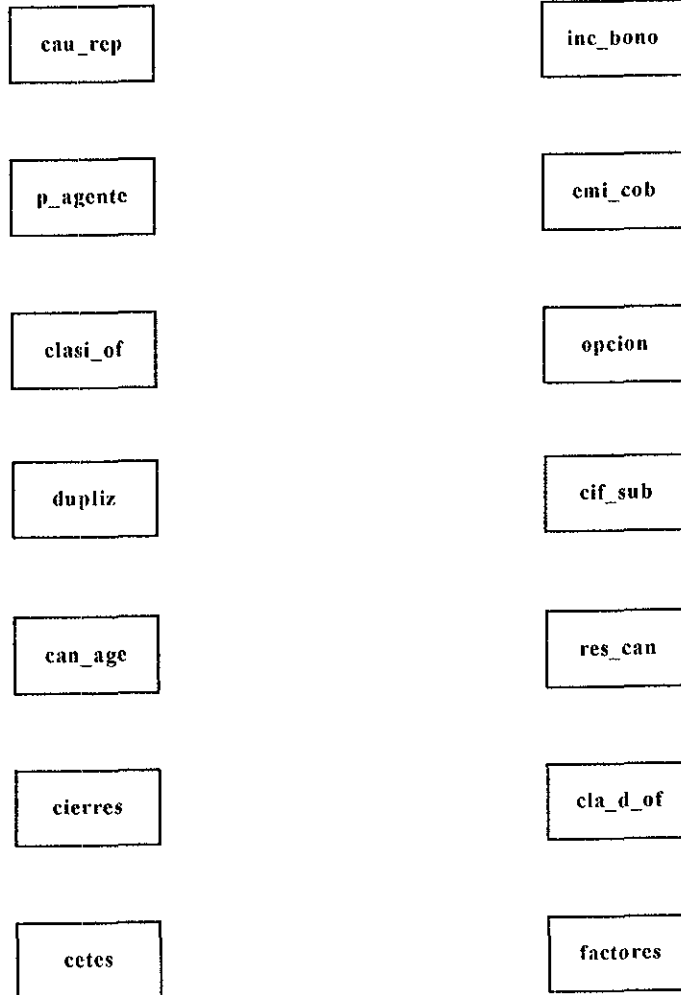 cau_rep
inc_bono
p_agente
emi_cob
clasi_of
opcion
dupliz
cif_sub
can_age
res_can
cierres
cla_d_of
cetes
factores